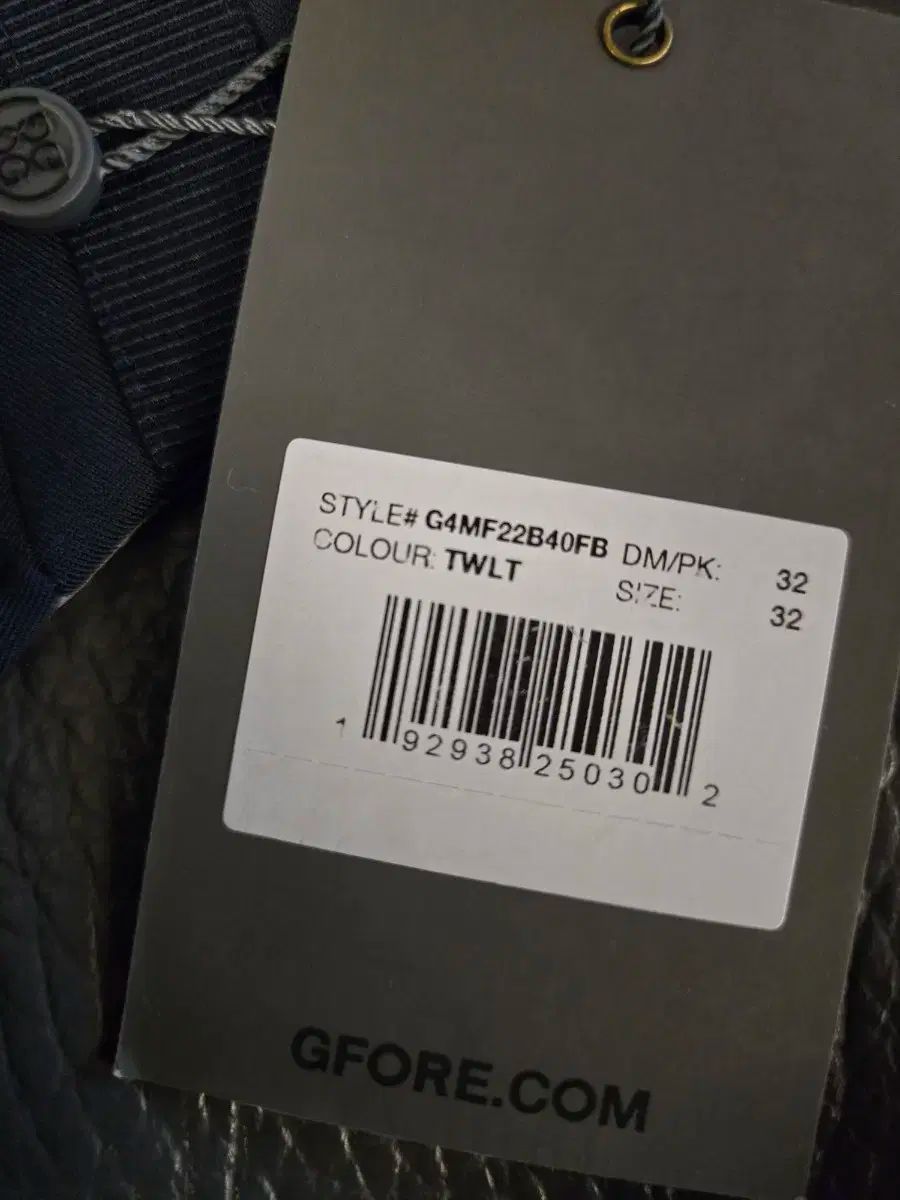 STYLE# G4MF22B40FB DM/PK: 32
COLOUR: TWLT SIZE: 32
1 92938 25030 2
GFORE.COM